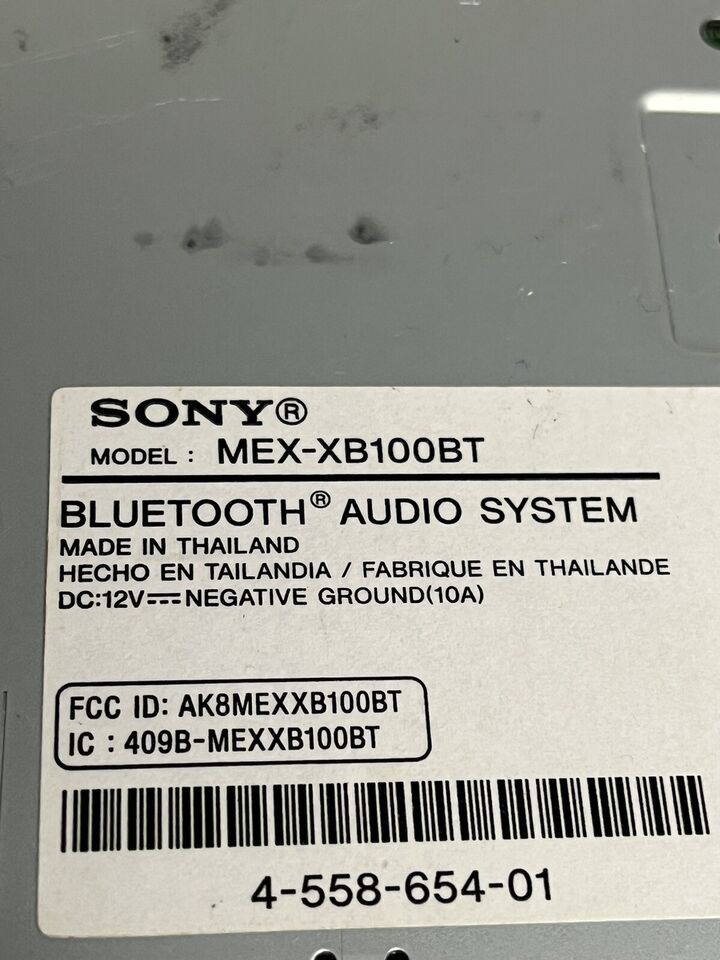 SONY®
MODEL : MEX-XB100BT
BLUETOOTH® AUDIO SYSTEM
MADE IN THAILAND
HECHO EN TAILANDIA / FABRIQUE EN THAILANDE
DC:12V⎓NEGATIVE GROUND(10A)
FCC ID: AK8MEXXB100BT
IC : 409B-MEXXB100BT
4-558-654-01